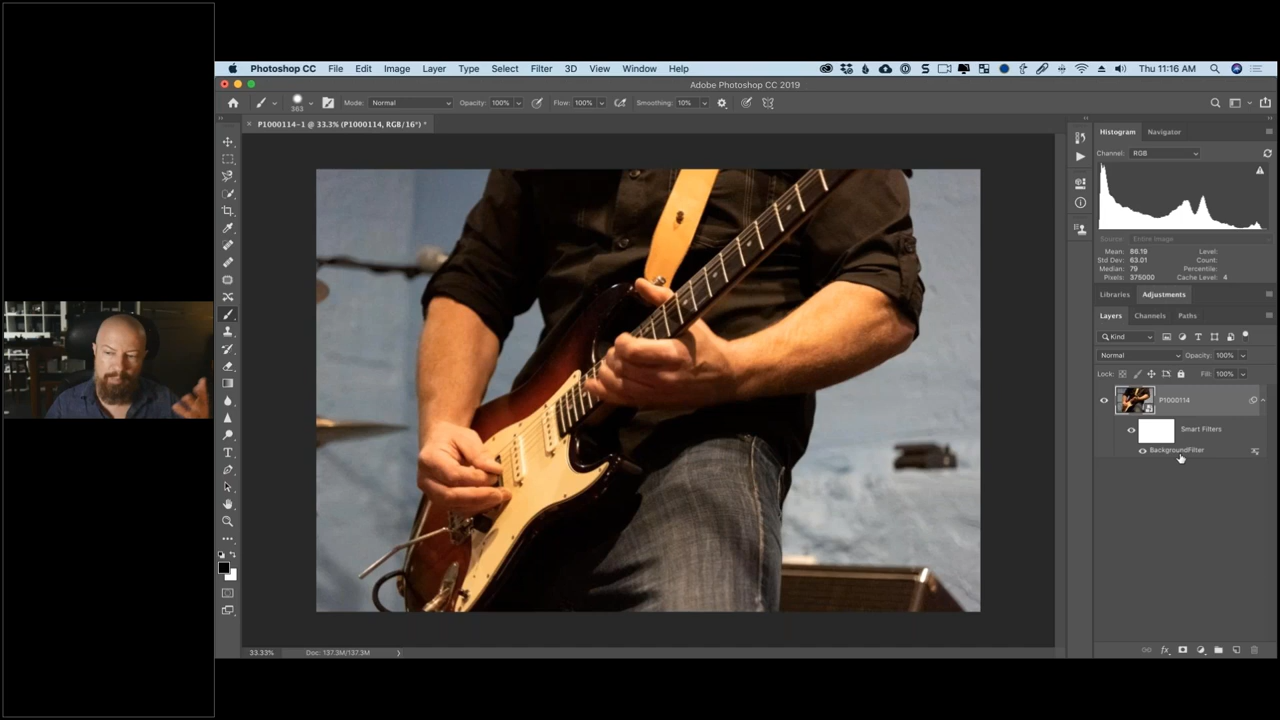 Photoshop CC File Edit Image Layer Type Select Filter 3D View Window Help Thu 11:16 AM
Adobe Photoshop CC 2019
363 Mode: Normal Opacity: 100% Flow: 100% Smoothing: 10%
× P1000114-1 @ 33.3% (P1000114, RGB/16*) *
Histogram Navigator
Channel: RGB
Source: Entire Image
Mean: 86.19 Level:
Std Dev: 63.01 Count:
Median: 79 Percentile:
Pixels: 375000 Cache Level: 4
Libraries Adjustments
Layers Channels Paths
Kind
Normal Opacity: 100%
Lock: Fill: 100%
P1000114
Smart Filters
BackgroundFilter
33.33% Doc: 137.3M/137.3M